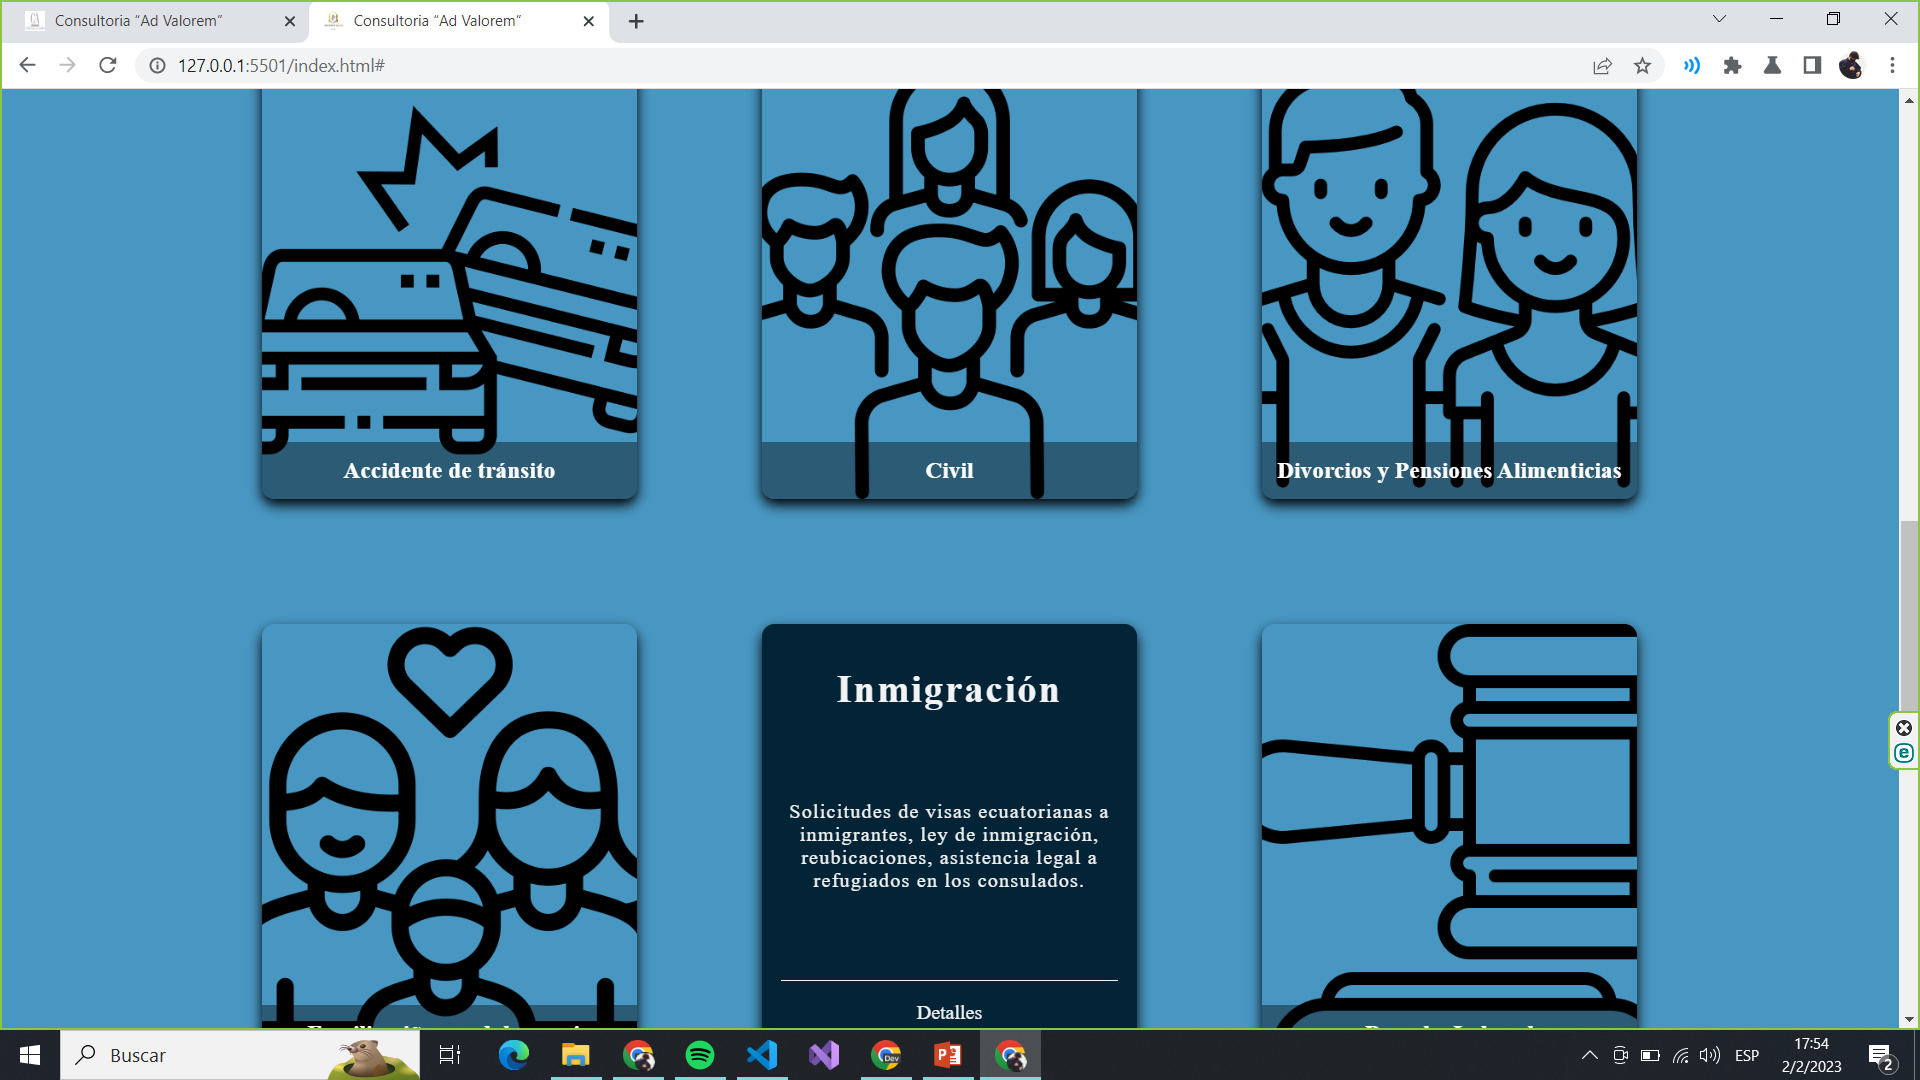 Consultoria “Ad Valorem”
Consultoria “Ad Valorem”
127.0.0.1:5501/index.html#
Accidente de tránsito
Civil
Divorcios y Pensiones Alimenticias
Inmigración
Solicitudes de visas ecuatorianas a
inmigrantes, ley de inmigración,
reubicaciones, asistencia legal a
refugiados en los consulados.
Detalles
Buscar
Dev
ESP
17:54
2/2/2023
2